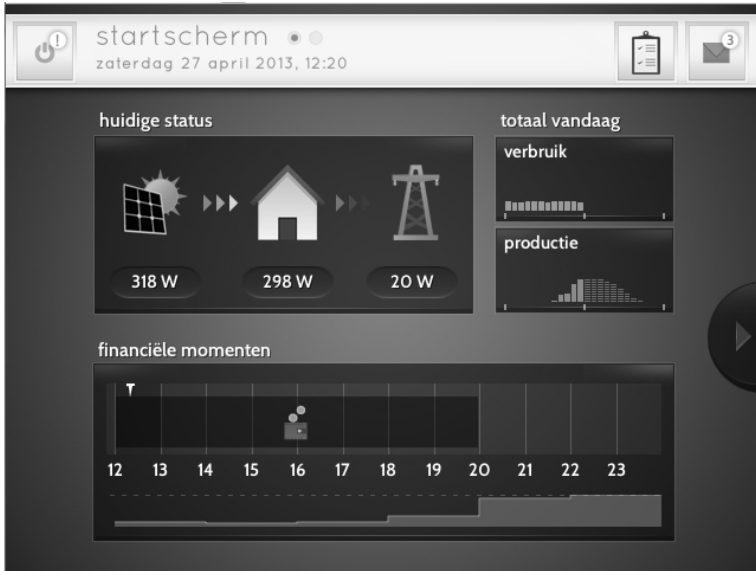 !
startscherm
zaterdag 27 april 2013, 12:20
3
huidige status
totaal vandaag
verbruik
productie
318 W
298 W
20 W
financiële momenten
12 13 14 15 16 17 18 19 20 21 22 23